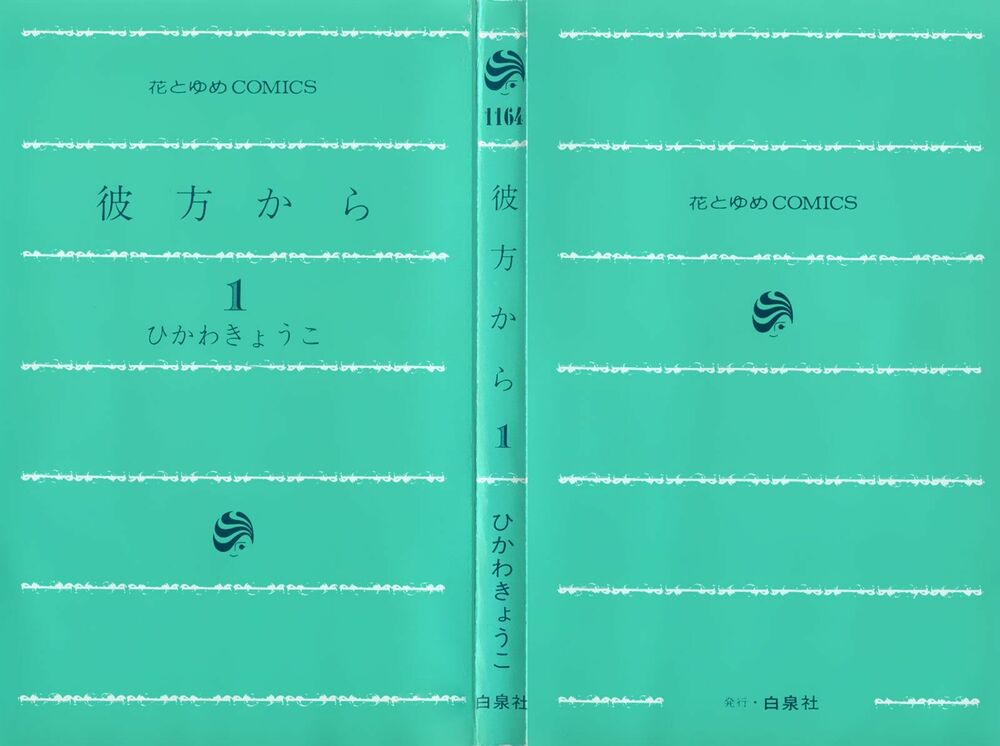 花とゆめCOMICS
彼方から
1
ひかわきょうこ
1164
彼方から 1
ひかわきょうこ
白泉社
花とゆめCOMICS
発行・白泉社